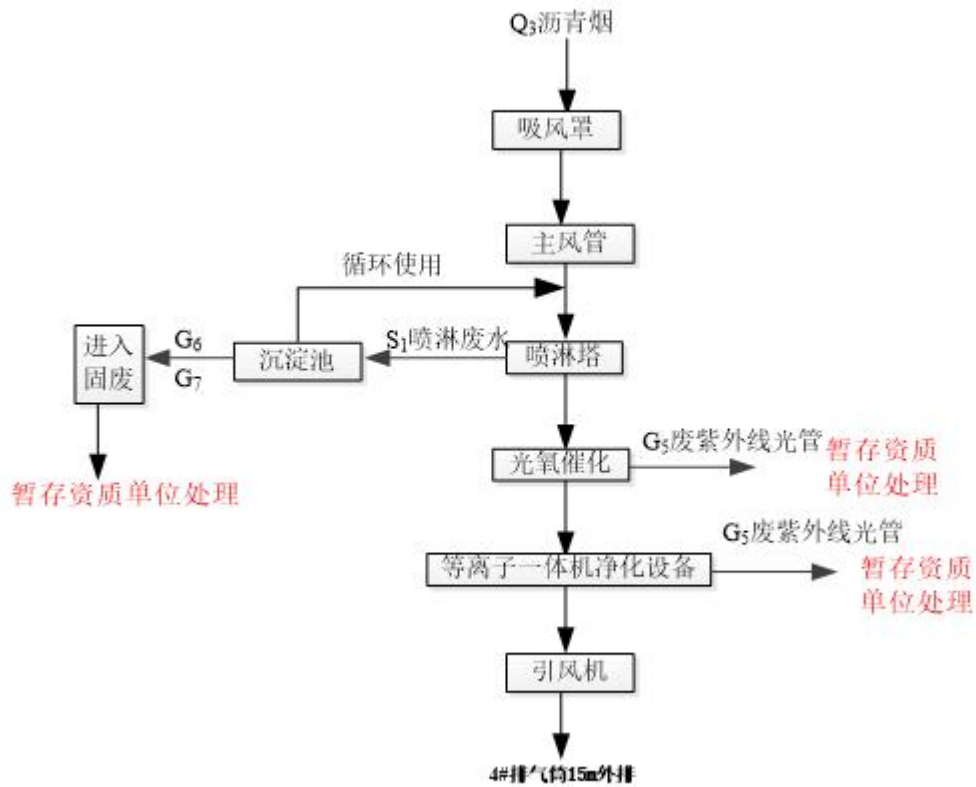 Q₃沥青烟
吸风罩
主风管
循环使用
进入
固废
G₆
G₇
沉淀池
S₁喷淋废水
喷淋塔
光氧催化
G₅废紫外线光管
暂存资质
单位处理
暂存资质单位处理
等离子一体机净化设备
G₅废紫外线光管
暂存资质
单位处理
引风机
4#排气筒15m外排